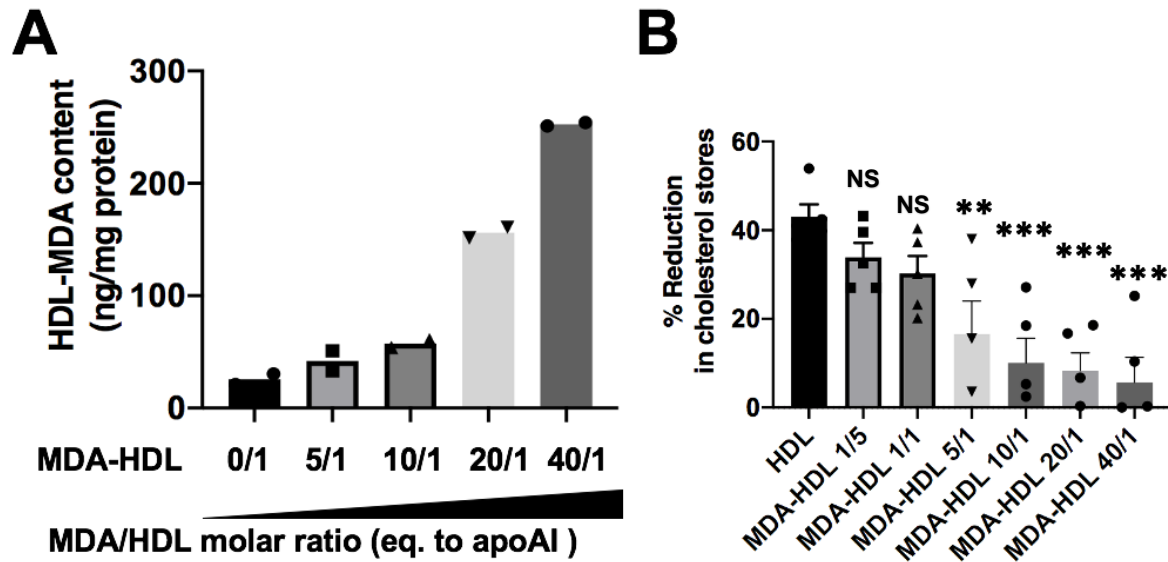 A
HDL-MDA content
(ng/mg protein)
300
200
100
0
MDA-HDL 0/1 5/1 10/1 20/1 40/1
MDA/HDL molar ratio (eq. to apoAI )
B
% Reduction
in cholesterol stores
60
40
20
0
NS
NS
**
***
***
***
HDL
MDA-HDL 1/5
MDA-HDL 1/1
MDA-HDL 5/1
MDA-HDL 10/1
MDA-HDL 20/1
MDA-HDL 40/1